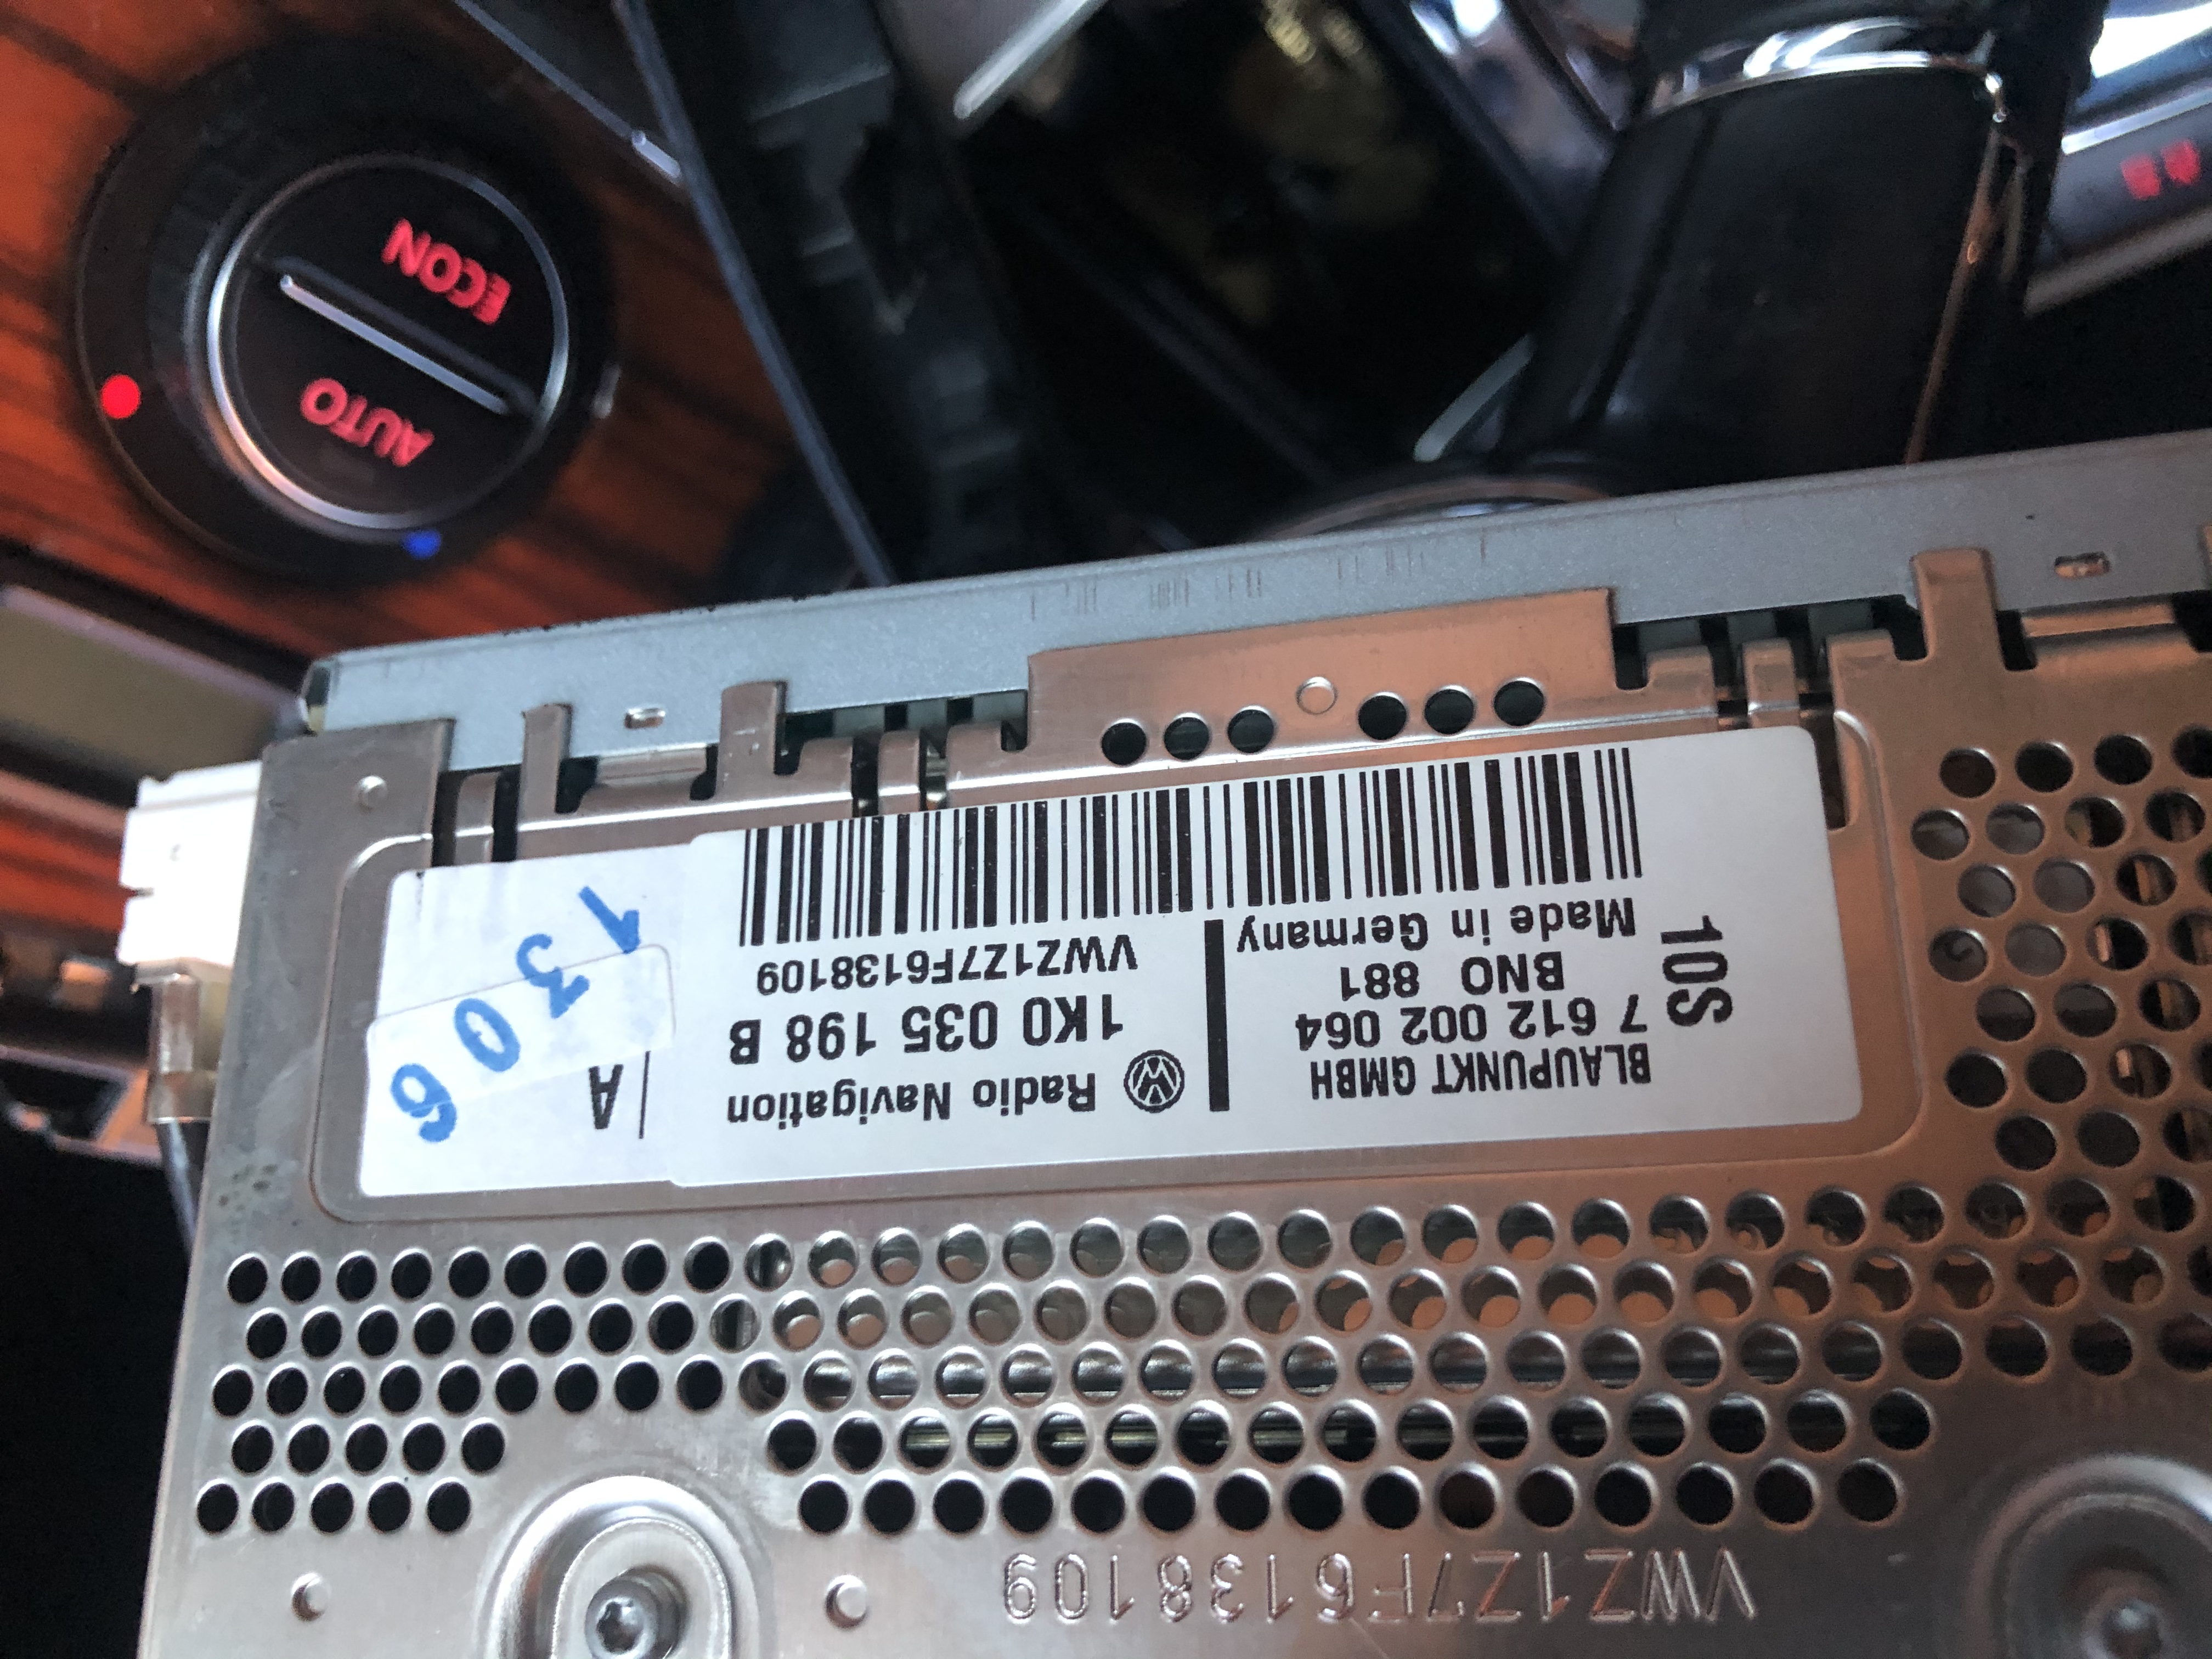 ECON
AUTO
BLAUPUNKT GMBH
7 612 002 064
BNO 881
Made in Germany
10S
Radio Navigation
1K0 035 198 B
VWZ1Z7F6138109
A
1306
VWZ1Z7F6138109